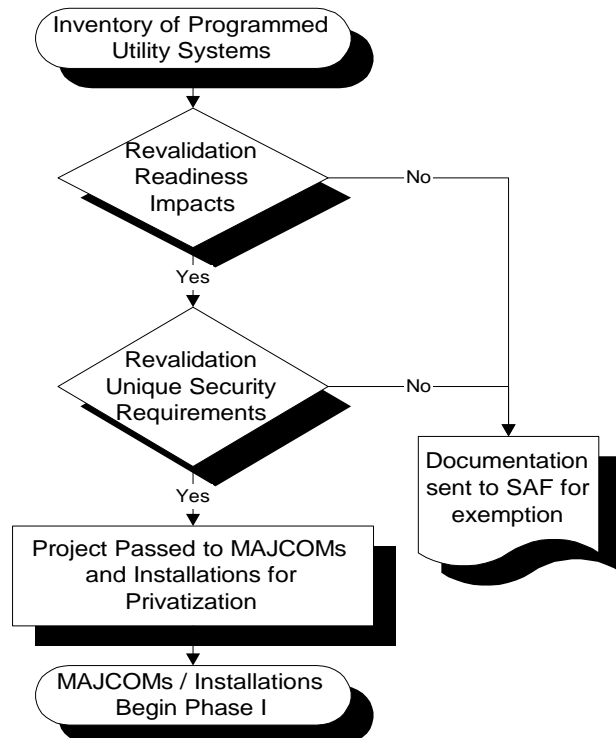 Inventory of Programmed
Utility Systems
Revalidation
Readiness
Impacts
No
Yes
Revalidation
Unique Security
Requirements
No
Yes
Documentation
sent to SAF for
exemption
Project Passed to MAJCOMs
and Installations for
Privatization
MAJCOMs / Installations
Begin Phase I